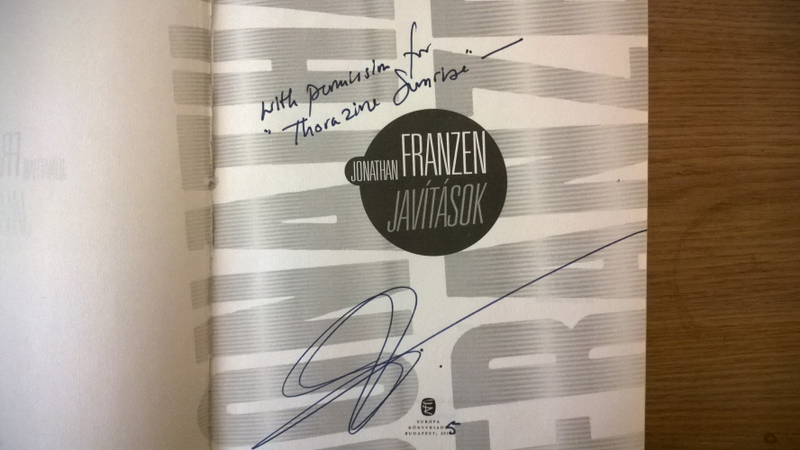 with permission for
"Thorazine Sunrise" —
JONATHAN FRANZEN
JAVÍTÁSOK
EURÓPA
KÖNYVKIADÓ
BUDAPEST,